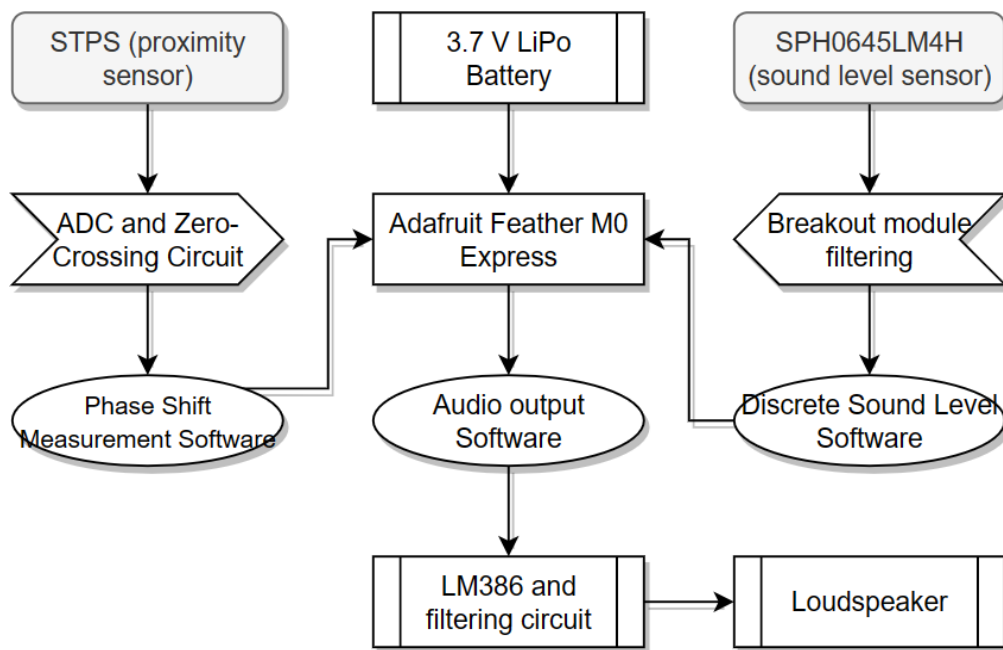 STPS (proximity
sensor)
3.7 V LiPo
Battery
SPH0645LM4H
(sound level sensor)
ADC and Zero-
Crossing Circuit
Adafruit Feather M0
Express
Breakout module
filtering
Phase Shift
Measurement Software
Audio output
Software
Discrete Sound Level
Software
LM386 and
filtering circuit
Loudspeaker